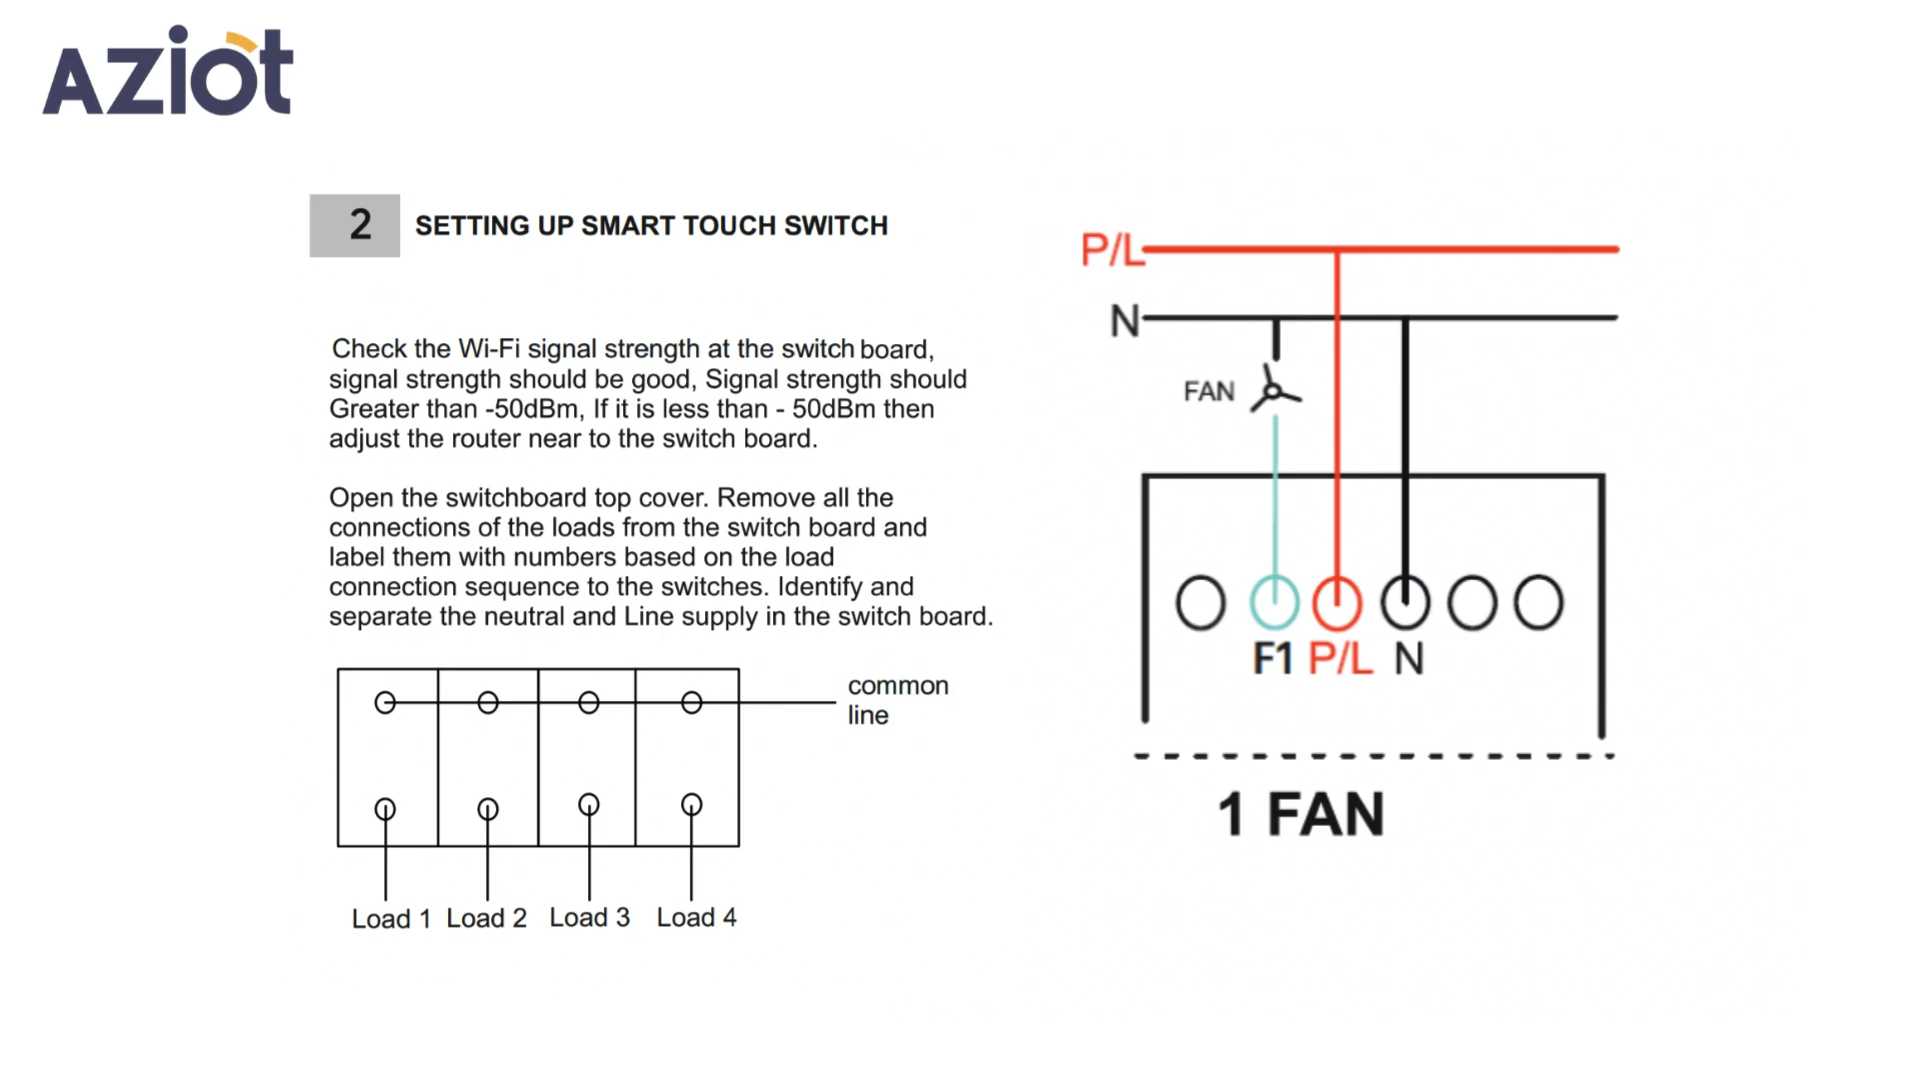 Aziot
2 SETTING UP SMART TOUCH SWITCH
Check the Wi-Fi signal strength at the switch board,
signal strength should be good, Signal strength should
Greater than -50dBm, If it is less than - 50dBm then
adjust the router near to the switch board.
Open the switchboard top cover. Remove all the
connections of the loads from the switch board and
label them with numbers based on the load
connection sequence to the switches. Identify and
separate the neutral and Line supply in the switch board.
common
line
Load 1 Load 2 Load 3 Load 4
P/L
N
FAN
F1 P/L N
1 FAN